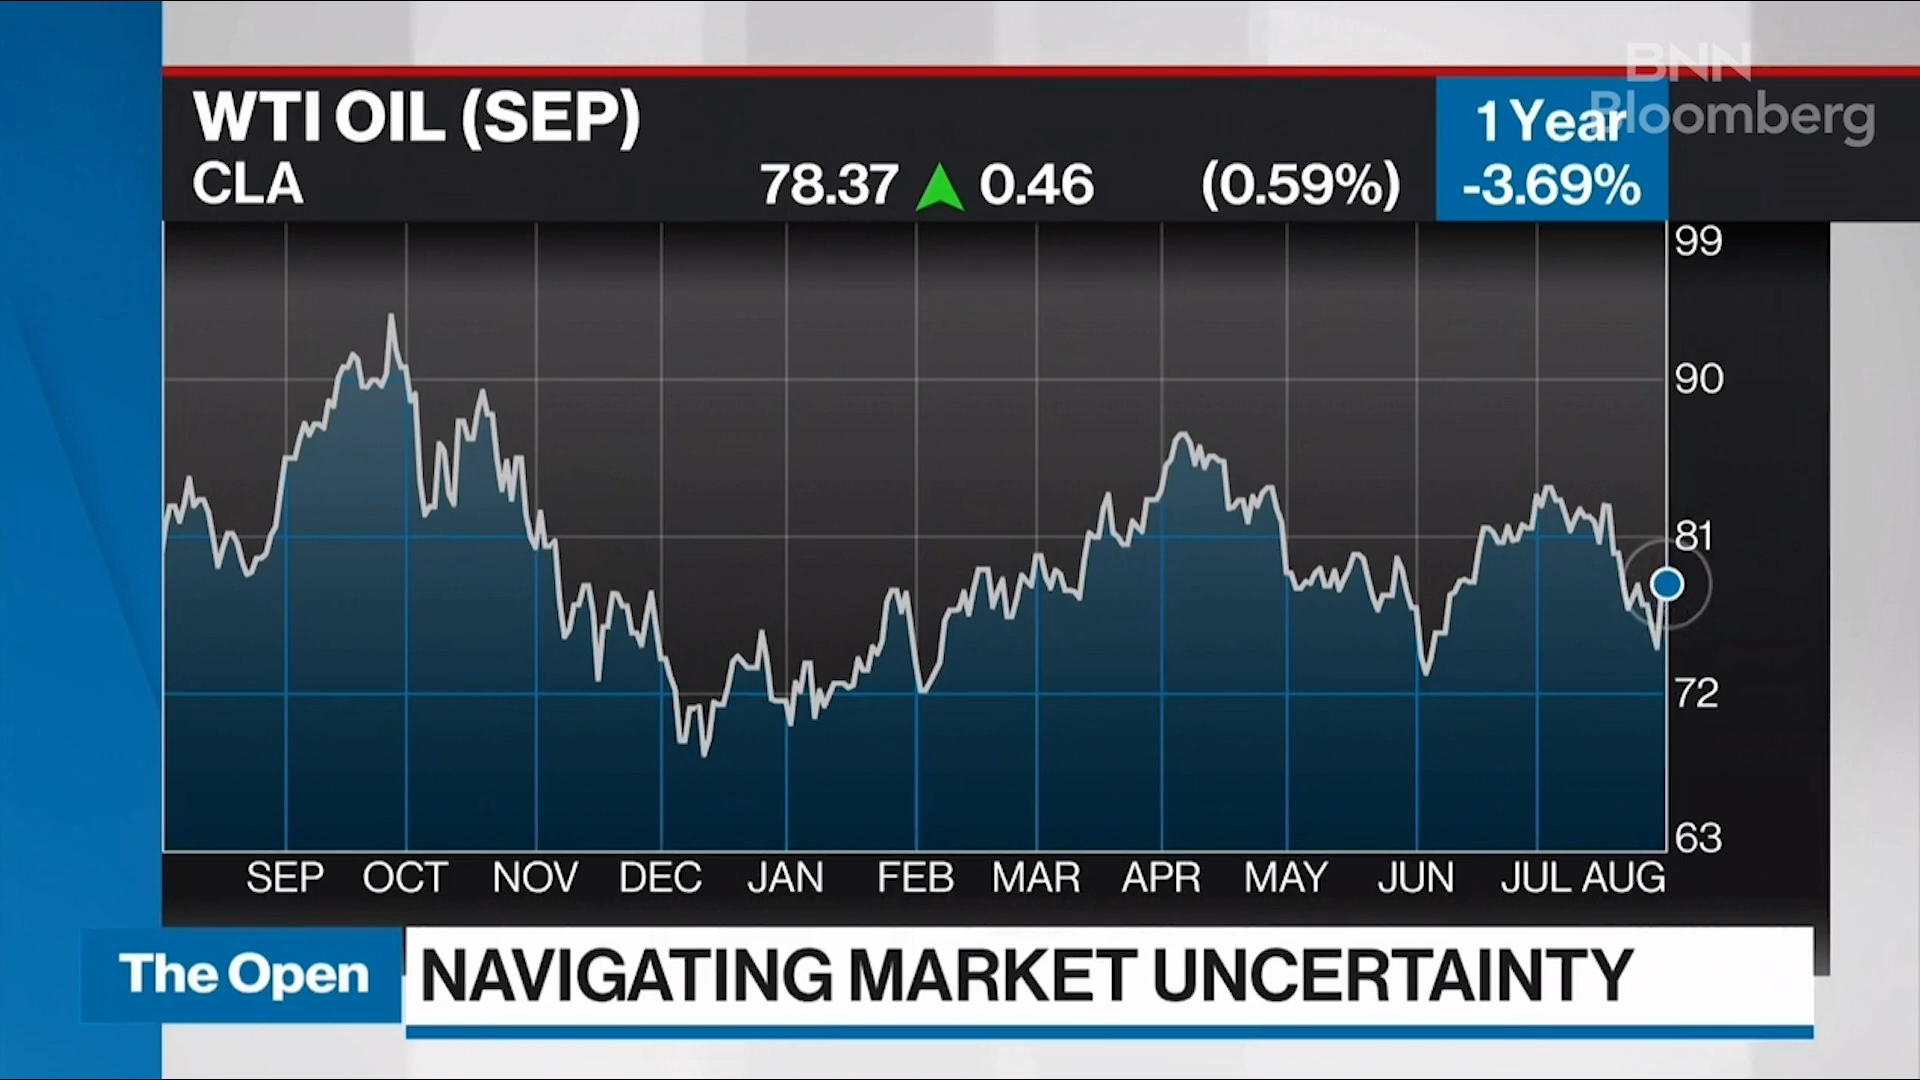 BNN
Bloomberg
WTI OIL (SEP)
CLA
78.37 ▲ 0.46 (0.59%)
1 Year
-3.69%
99
90
81
72
63
SEP OCT NOV DEC JAN FEB MAR APR MAY JUN JUL AUG
The Open
NAVIGATING MARKET UNCERTAINTY